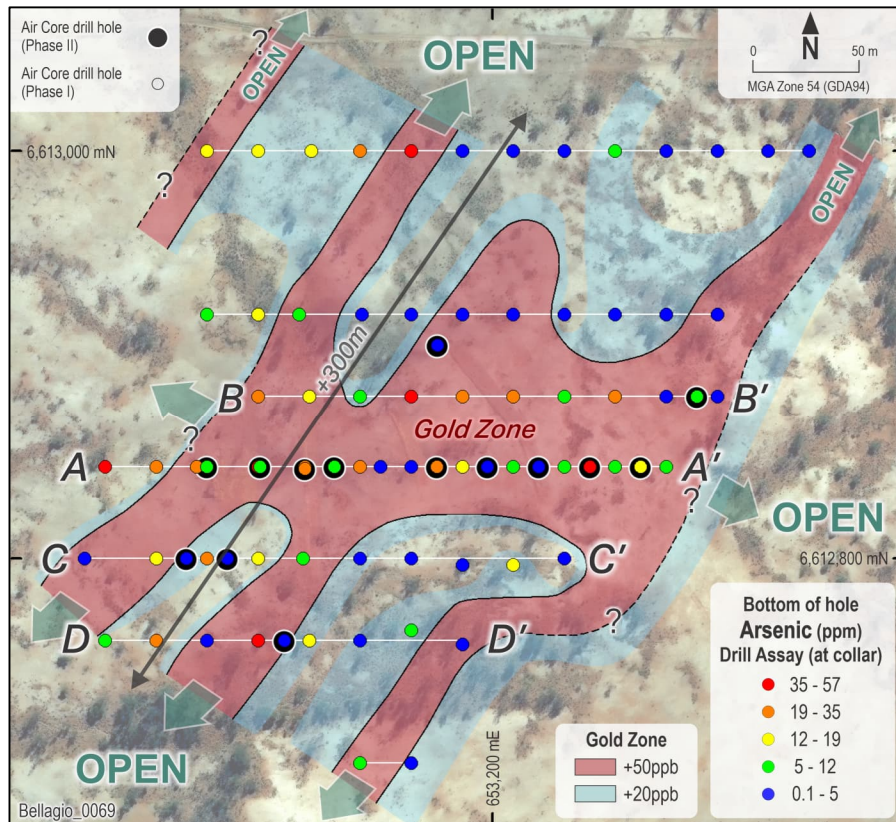 Air Core drill hole
(Phase II)
Air Core drill hole
(Phase I)
?
OPEN
OPEN
N
0 50 m
MGA Zone 54 (GDA94)
6,613,000 mN
?
OPEN
+300m
B
B'
Gold Zone
?
A
A'
?
OPEN
C
C'
6,612,800 mN
D
D'
?
OPEN
Bottom of hole
Arsenic (ppm)
Drill Assay (at collar)
35 - 57
19 - 35
12 - 19
5 - 12
0.1 - 5
Gold Zone
+50ppb
+20ppb
653,200 mE
Bellagio_0069